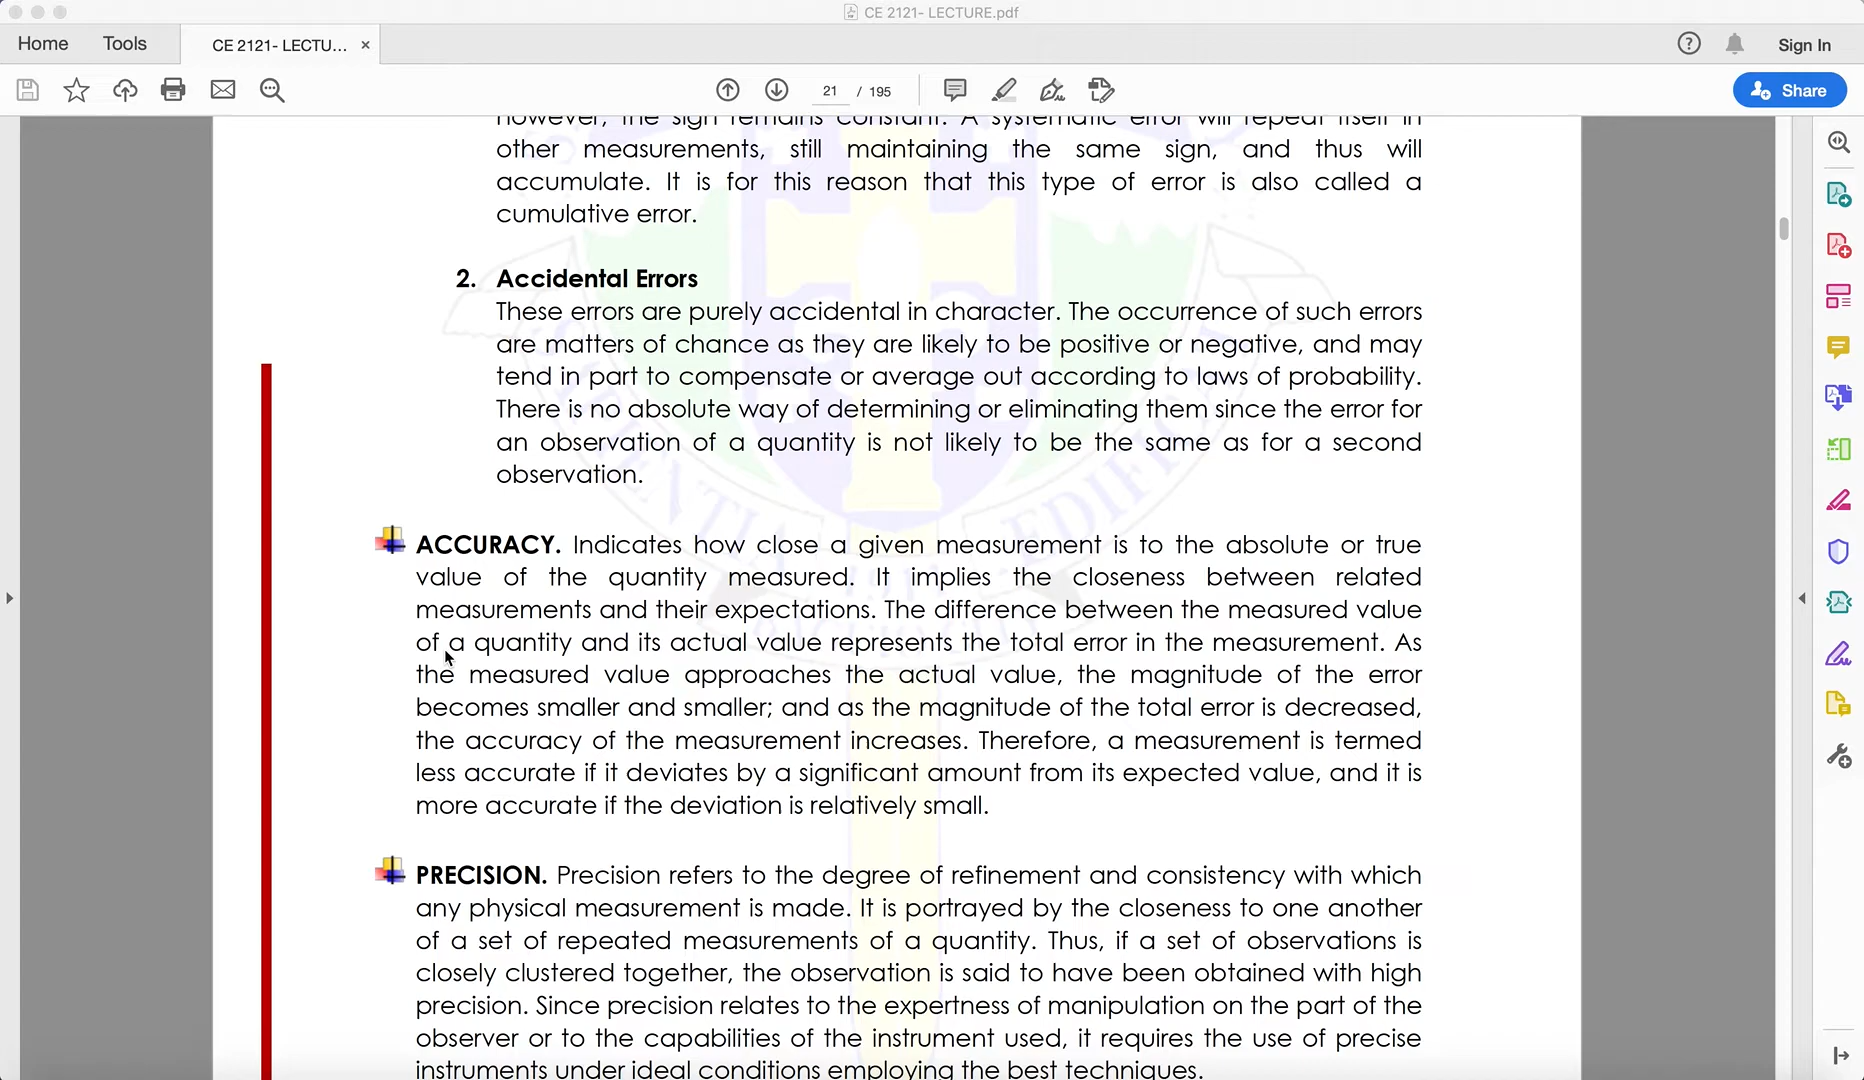 CE 2121- LECTURE.pdf
Home Tools CE 2121- LECTU... × Sign In
21 / 195 Share
however, the sign remains constant. A systematic error will repeat itself in
other measurements, still maintaining the same sign, and thus will
accumulate. It is for this reason that this type of error is also called a
cumulative error.
2. Accidental Errors
These errors are purely accidental in character. The occurrence of such errors
are matters of chance as they are likely to be positive or negative, and may
tend in part to compensate or average out according to laws of probability.
There is no absolute way of determining or eliminating them since the error for
an observation of a quantity is not likely to be the same as for a second
observation.
ACCURACY. Indicates how close a given measurement is to the absolute or true
value of the quantity measured. It implies the closeness between related
measurements and their expectations. The difference between the measured value
of a quantity and its actual value represents the total error in the measurement. As
the measured value approaches the actual value, the magnitude of the error
becomes smaller and smaller; and as the magnitude of the total error is decreased,
the accuracy of the measurement increases. Therefore, a measurement is termed
less accurate if it deviates by a significant amount from its expected value, and it is
more accurate if the deviation is relatively small.
PRECISION. Precision refers to the degree of refinement and consistency with which
any physical measurement is made. It is portrayed by the closeness to one another
of a set of repeated measurements of a quantity. Thus, if a set of observations is
closely clustered together, the observation is said to have been obtained with high
precision. Since precision relates to the expertness of manipulation on the part of the
observer or to the capabilities of the instrument used, it requires the use of precise
instruments under ideal conditions employing the best techniques.